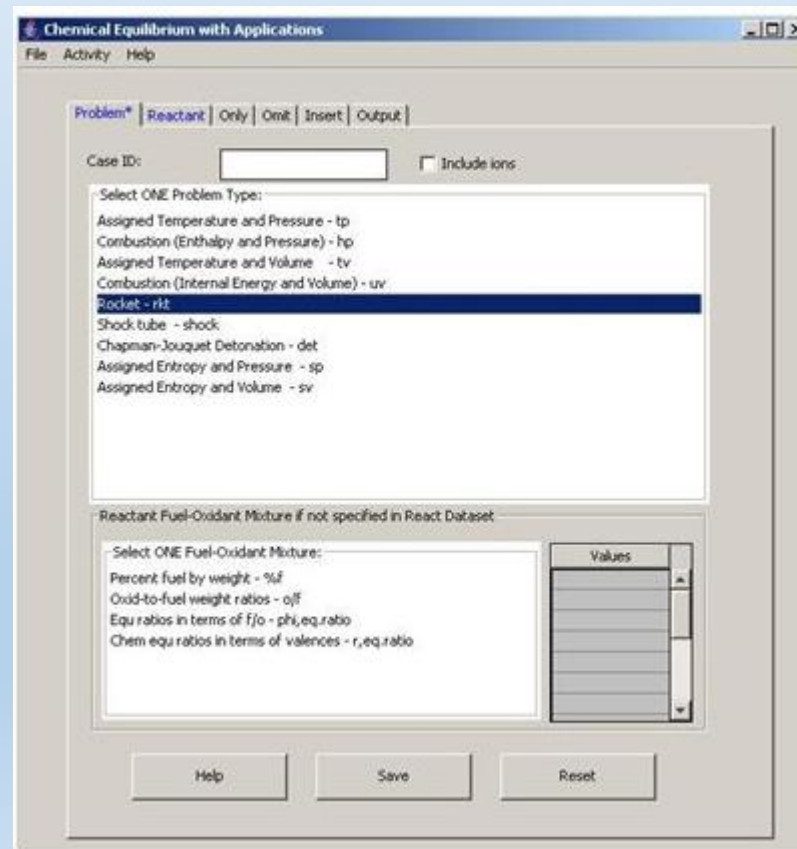 Chemical Equilibrium with Applications
File Activity Help
Problem* Reactant Only Omit Insert Output
Case ID: Include ions
Select ONE Problem Type:
Assigned Temperature and Pressure - tp
Combustion (Enthalpy and Pressure) - hp
Assigned Temperature and Volume - tv
Combustion (Internal Energy and Volume) - uv
Rocket - rkt
Shock tube - shock
Chapman-Jouquet Detonation - det
Assigned Entropy and Pressure - sp
Assigned Entropy and Volume - sv
Reactant Fuel-Oxidant Mixture if not specified in React Dataset
Select ONE Fuel-Oxidant Mixture: Values
Percent fuel by weight - %f
Oxid-to-fuel weight ratios - o/f
Equ ratios in terms of f/o - phi,eq.ratio
Chem equ ratios in terms of valences - r,eq.ratio
Help Save Reset